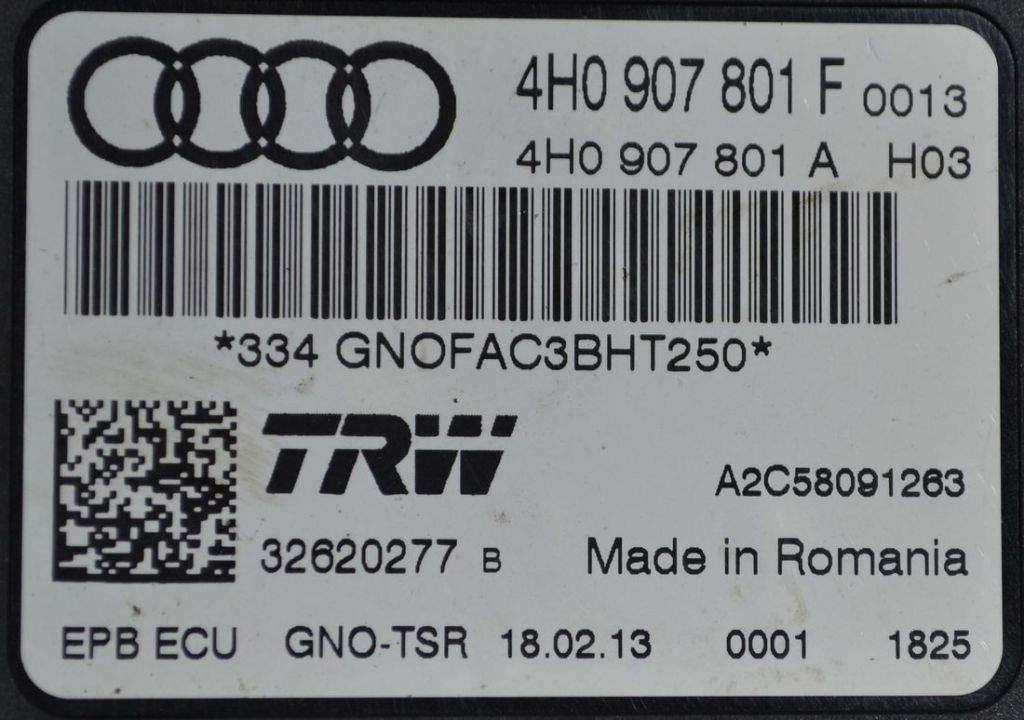 4H0 907 801 F 0013
4H0 907 801 A H03
*334 GNOFAC3BHT250*
TRW
A2C58091263
32620277 B Made in Romania
EPB ECU GNO-TSR 18.02.13 0001 1825